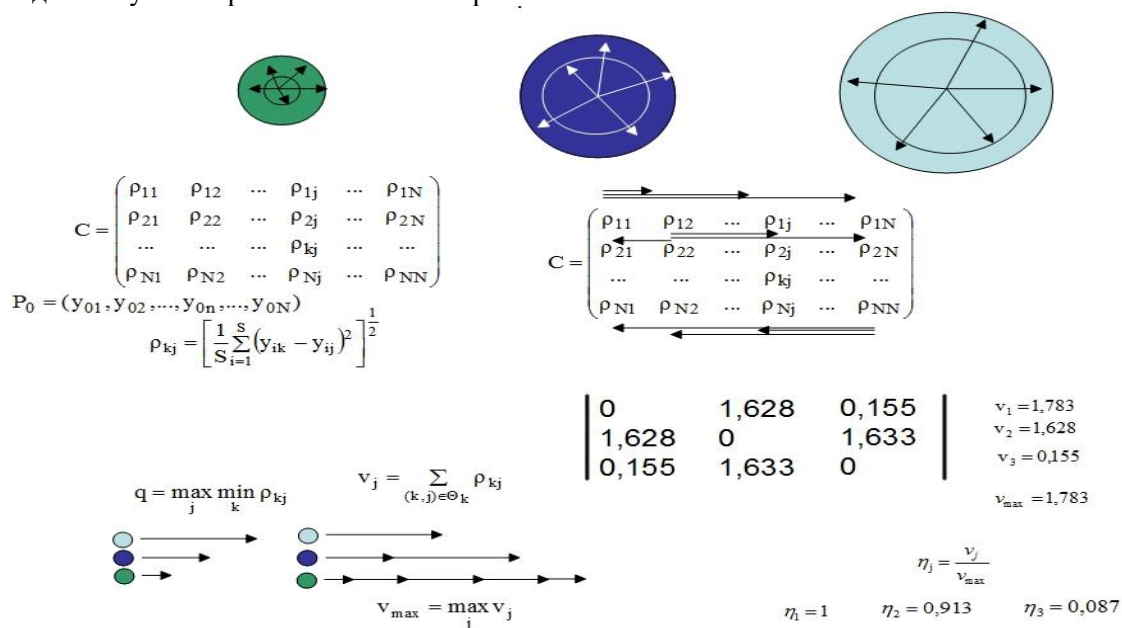 C = ( ρ11 ρ12 ... ρ1j ... ρ1N
ρ21 ρ22 ... ρ2j ... ρ2N
... ... ... ρkj ... ...
ρN1 ρN2 ... ρNj ... ρNN )
P0 = (y01, y02, ..., y0n, ..., y0N)
ρkj = [ 1/S ∑_{i=1}^{S} (yik − yij)² ]^{1/2}
C = ( ρ11 ρ12 ... ρ1j ... ρ1N
ρ21 ρ22 ... ρ2j ... ρ2N
... ... ... ρkj ... ...
ρN1 ρN2 ... ρNj ... ρNN )
0 1,628 0,155
1,628 0 1,633
0,155 1,633 0
v1 = 1,783
v2 = 1,628
v3 = 0,155
vmax = 1,783
q = max_j min_k ρkj
vj = ∑_{(k,j)∈Θk} ρkj
vmax = max_j vj
ηj = vj / vmax
η1 = 1 η2 = 0,913 η3 = 0,087